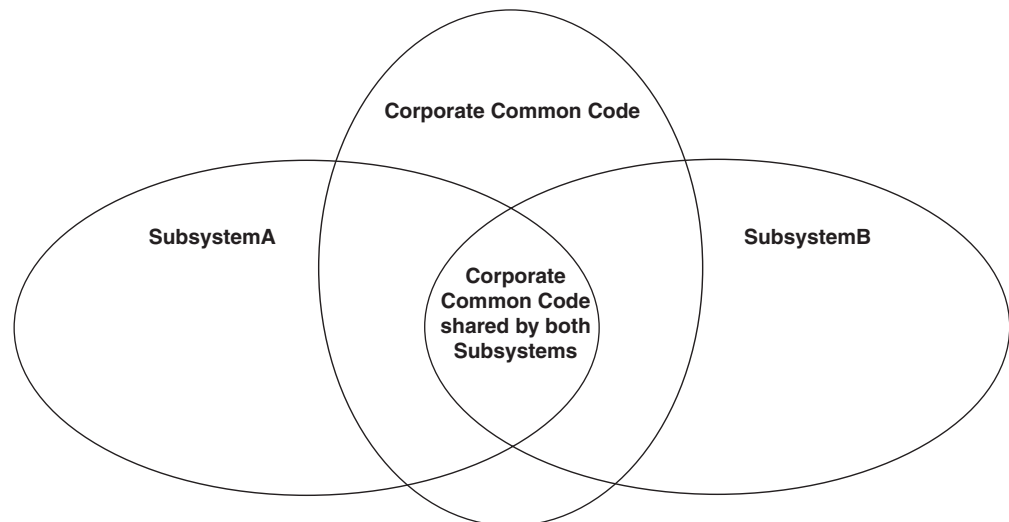 Corporate Common Code
SubsystemA
SubsystemB
Corporate
Common Code
shared by both
Subsystems